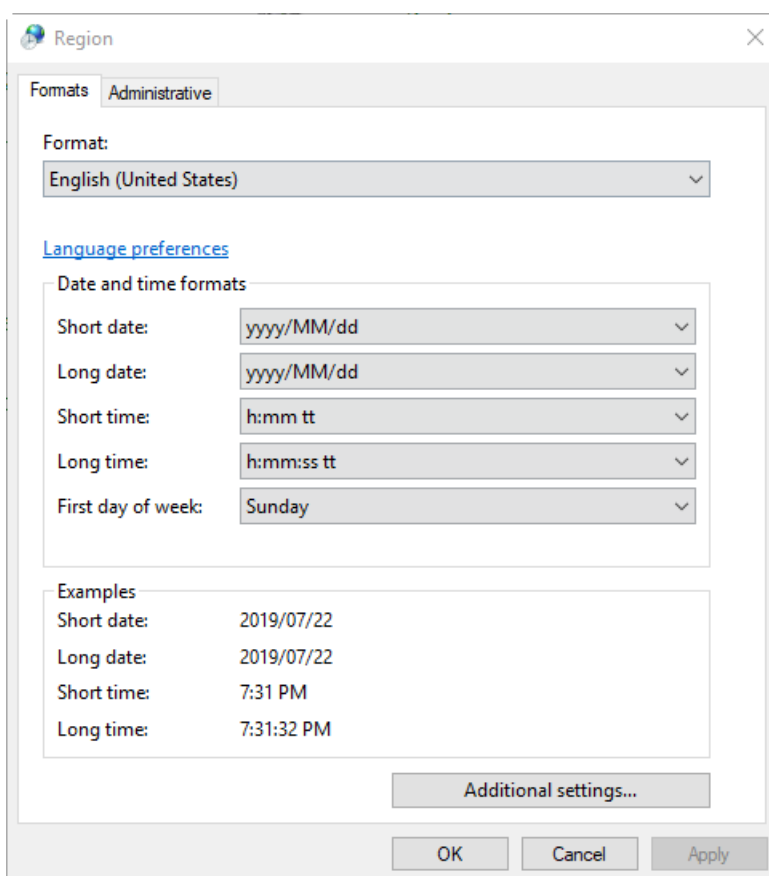 Region
Formats
Administrative
Format:
English (United States)
Language preferences
Date and time formats
Short date: yyyy/MM/dd
Long date: yyyy/MM/dd
Short time: h:mm tt
Long time: h:mm:ss tt
First day of week: Sunday
Examples
Short date: 2019/07/22
Long date: 2019/07/22
Short time: 7:31 PM
Long time: 7:31:32 PM
Additional settings...
OK Cancel Apply